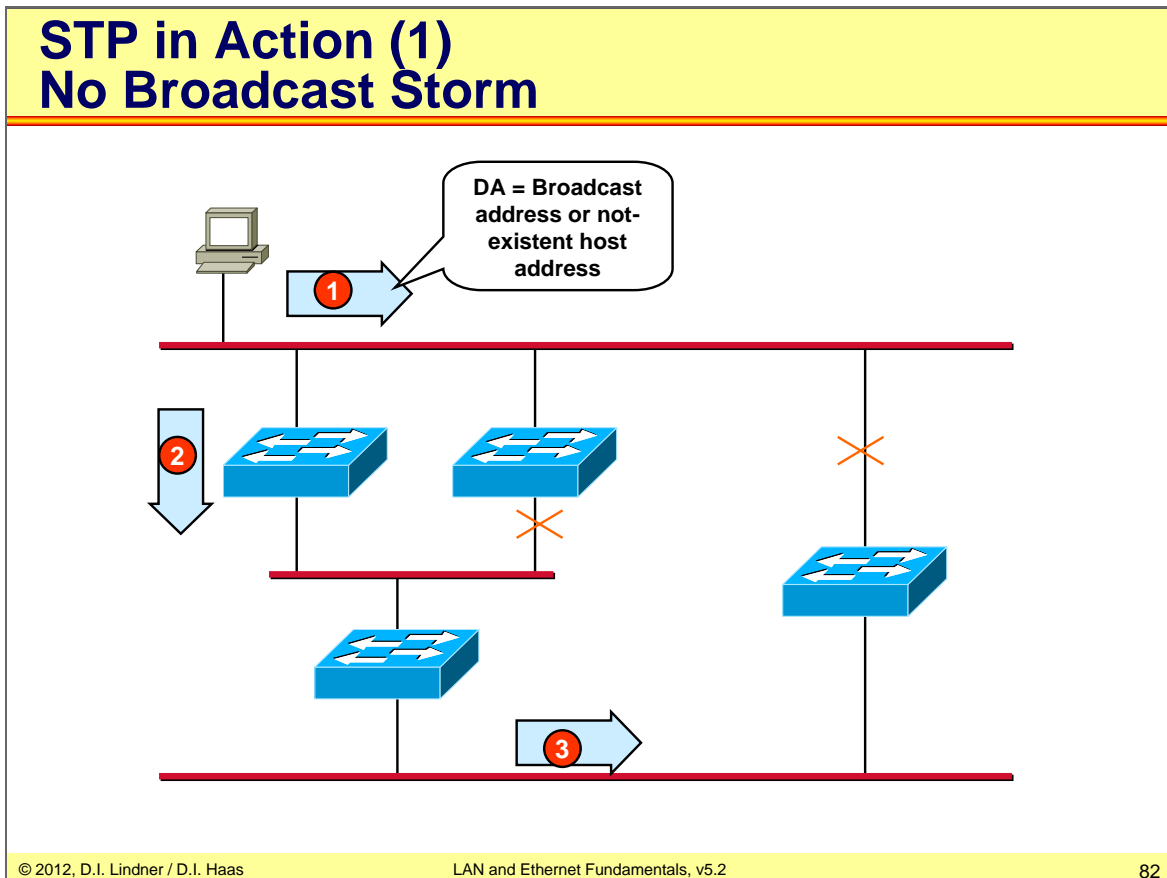 STP in Action (1)
No Broadcast Storm
DA = Broadcast
address or not-
existent host
address
1
2
3
© 2012, D.I. Lindner / D.I. Haas
LAN and Ethernet Fundamentals, v5.2
82